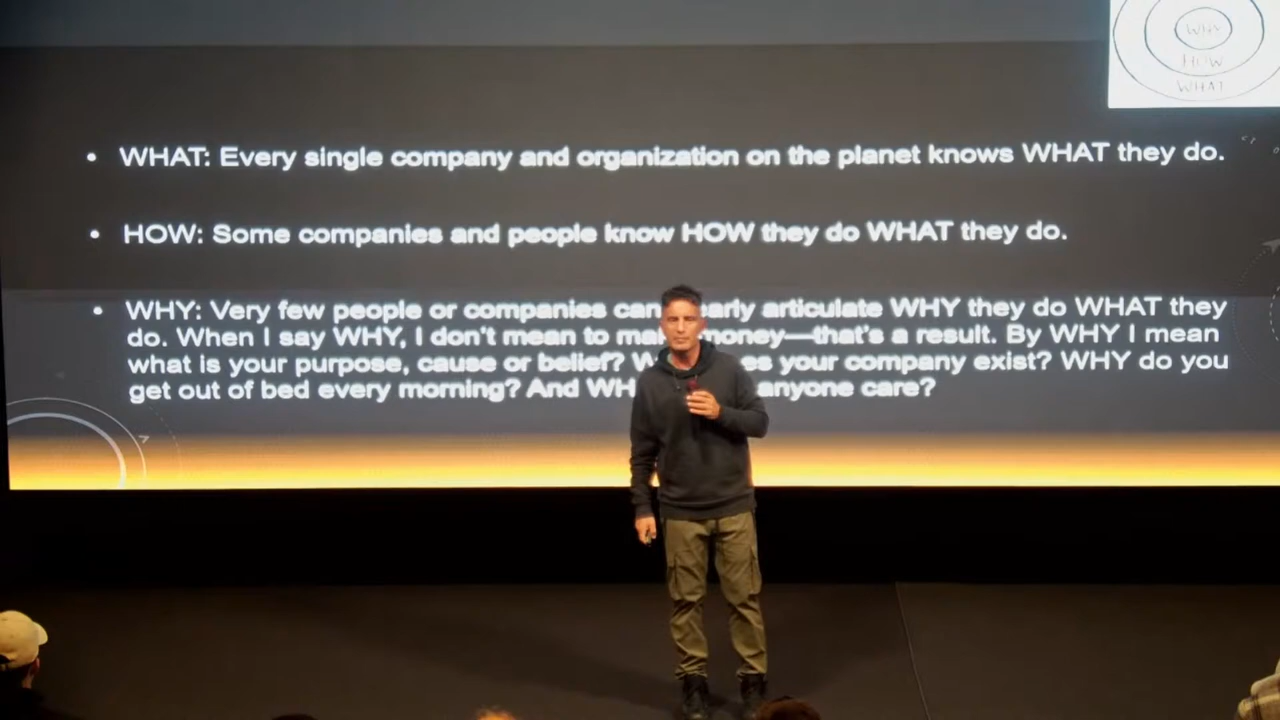 WHY
HOW
WHAT
• WHAT: Every single company and organization on the planet knows WHAT they do.
• HOW: Some companies and people know HOW they do WHAT they do.
• WHY: Very few people or companies can arly articulate WHY they do WHAT they
do. When I say WHY, I don't mean to money—that's a result. By WHY I mean
what is your purpose, cause or belief? your company exist? WHY do you
get out of bed every morning? And anyone care?